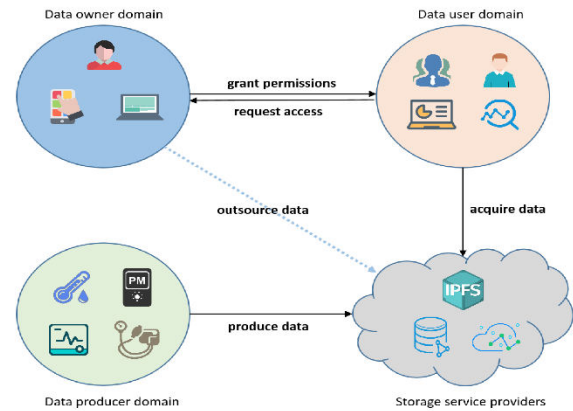 Data owner domain
Data user domain
grant permissions
request access
outsource data
acquire data
IPFS
PM
produce data
Data producer domain
Storage service providers